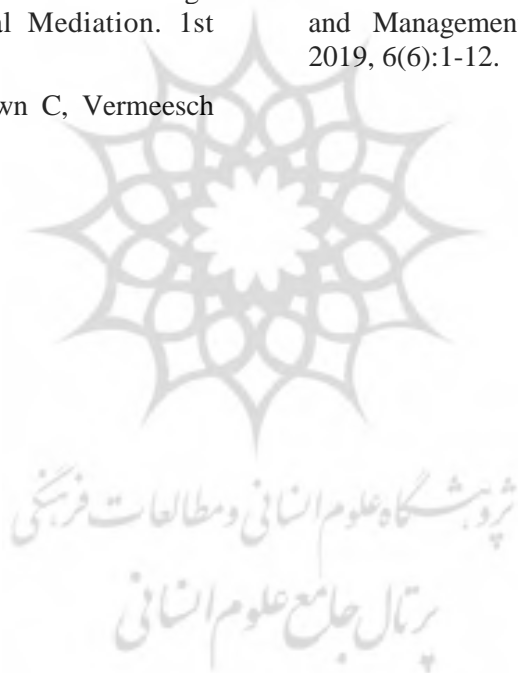 al Mediation. 1st
wn C, Vermeesch
and Managemen
2019, 6(6):1-12.
پژوهشگاه علوم انسانی و مطالعات فرهنگی
پرتال جامع علوم انسانی